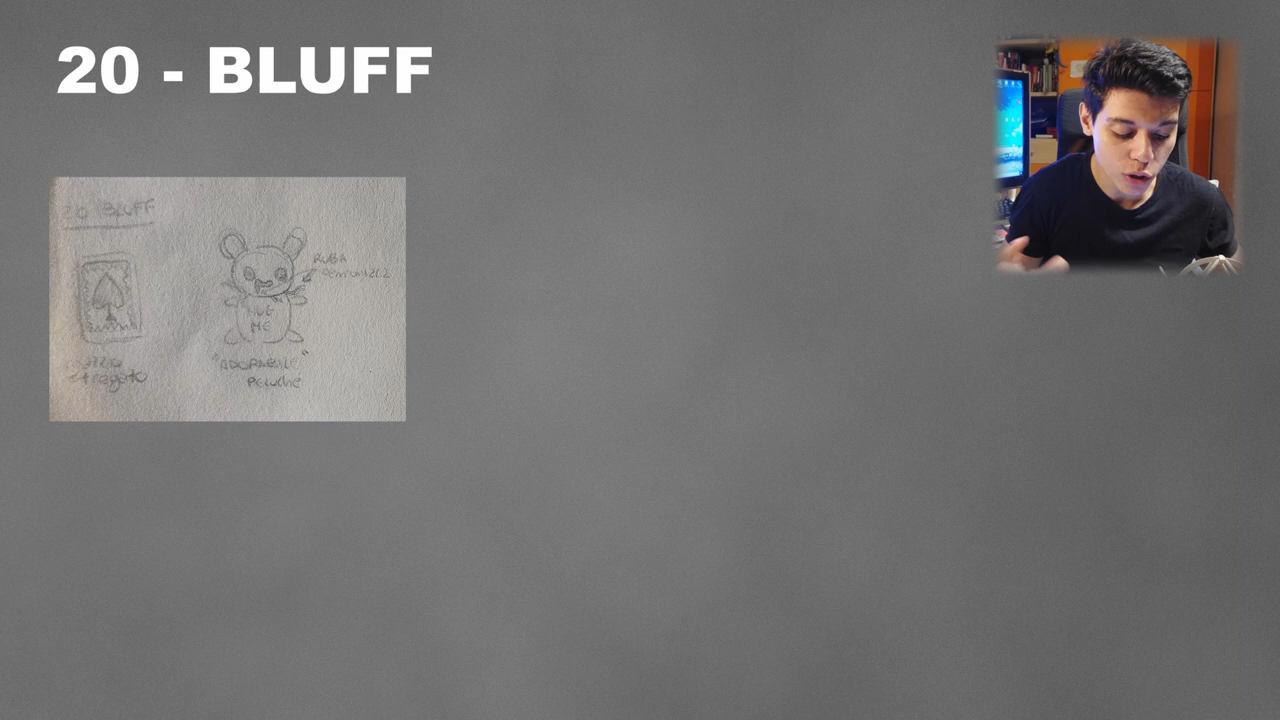 20 - BLUFF
20 BLUFF
RUBA
HUG
ME
"ADORABILE"
PELUCHE